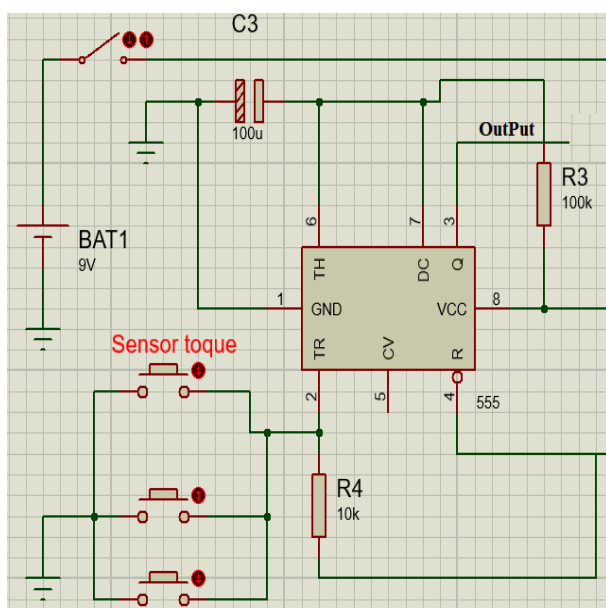 C3
100u
OutPut
R3
100k
BAT1
9V
6
7
3
TH
DC
Q
1
GND
VCC
8
Sensor toque
TR
CV
R
2
5
4
555
R4
10k